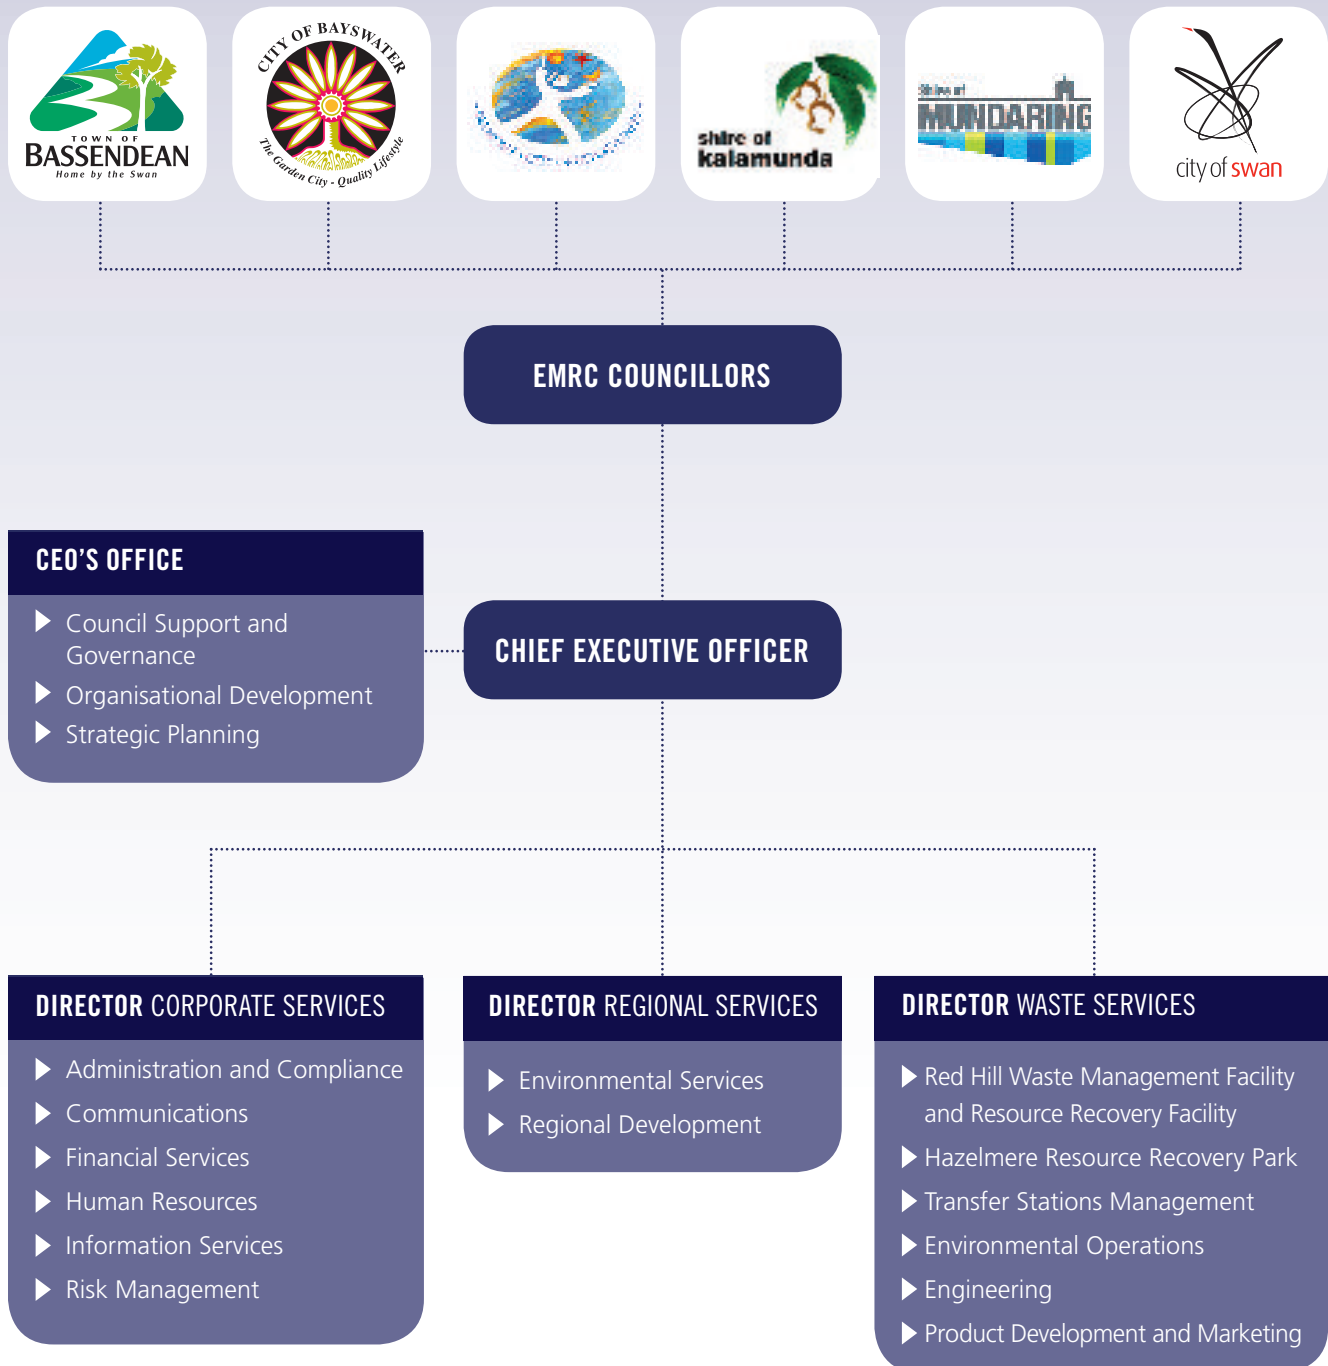 TOWN OF
BASSENDEAN
Home by the Swan
CITY OF BAYSWATER
The Garden City - Quality Lifestyle
shire of
kalamunda
Shire of
MUNDARING
city of swan
EMRC COUNCILLORS
CEO'S OFFICE
Council Support and
Governance
Organisational Development
Strategic Planning
CHIEF EXECUTIVE OFFICER
DIRECTOR CORPORATE SERVICES
Administration and Compliance
Communications
Financial Services
Human Resources
Information Services
Risk Management
DIRECTOR REGIONAL SERVICES
Environmental Services
Regional Development
DIRECTOR WASTE SERVICES
Red Hill Waste Management Facility
and Resource Recovery Facility
Hazelmere Resource Recovery Park
Transfer Stations Management
Environmental Operations
Engineering
Product Development and Marketing